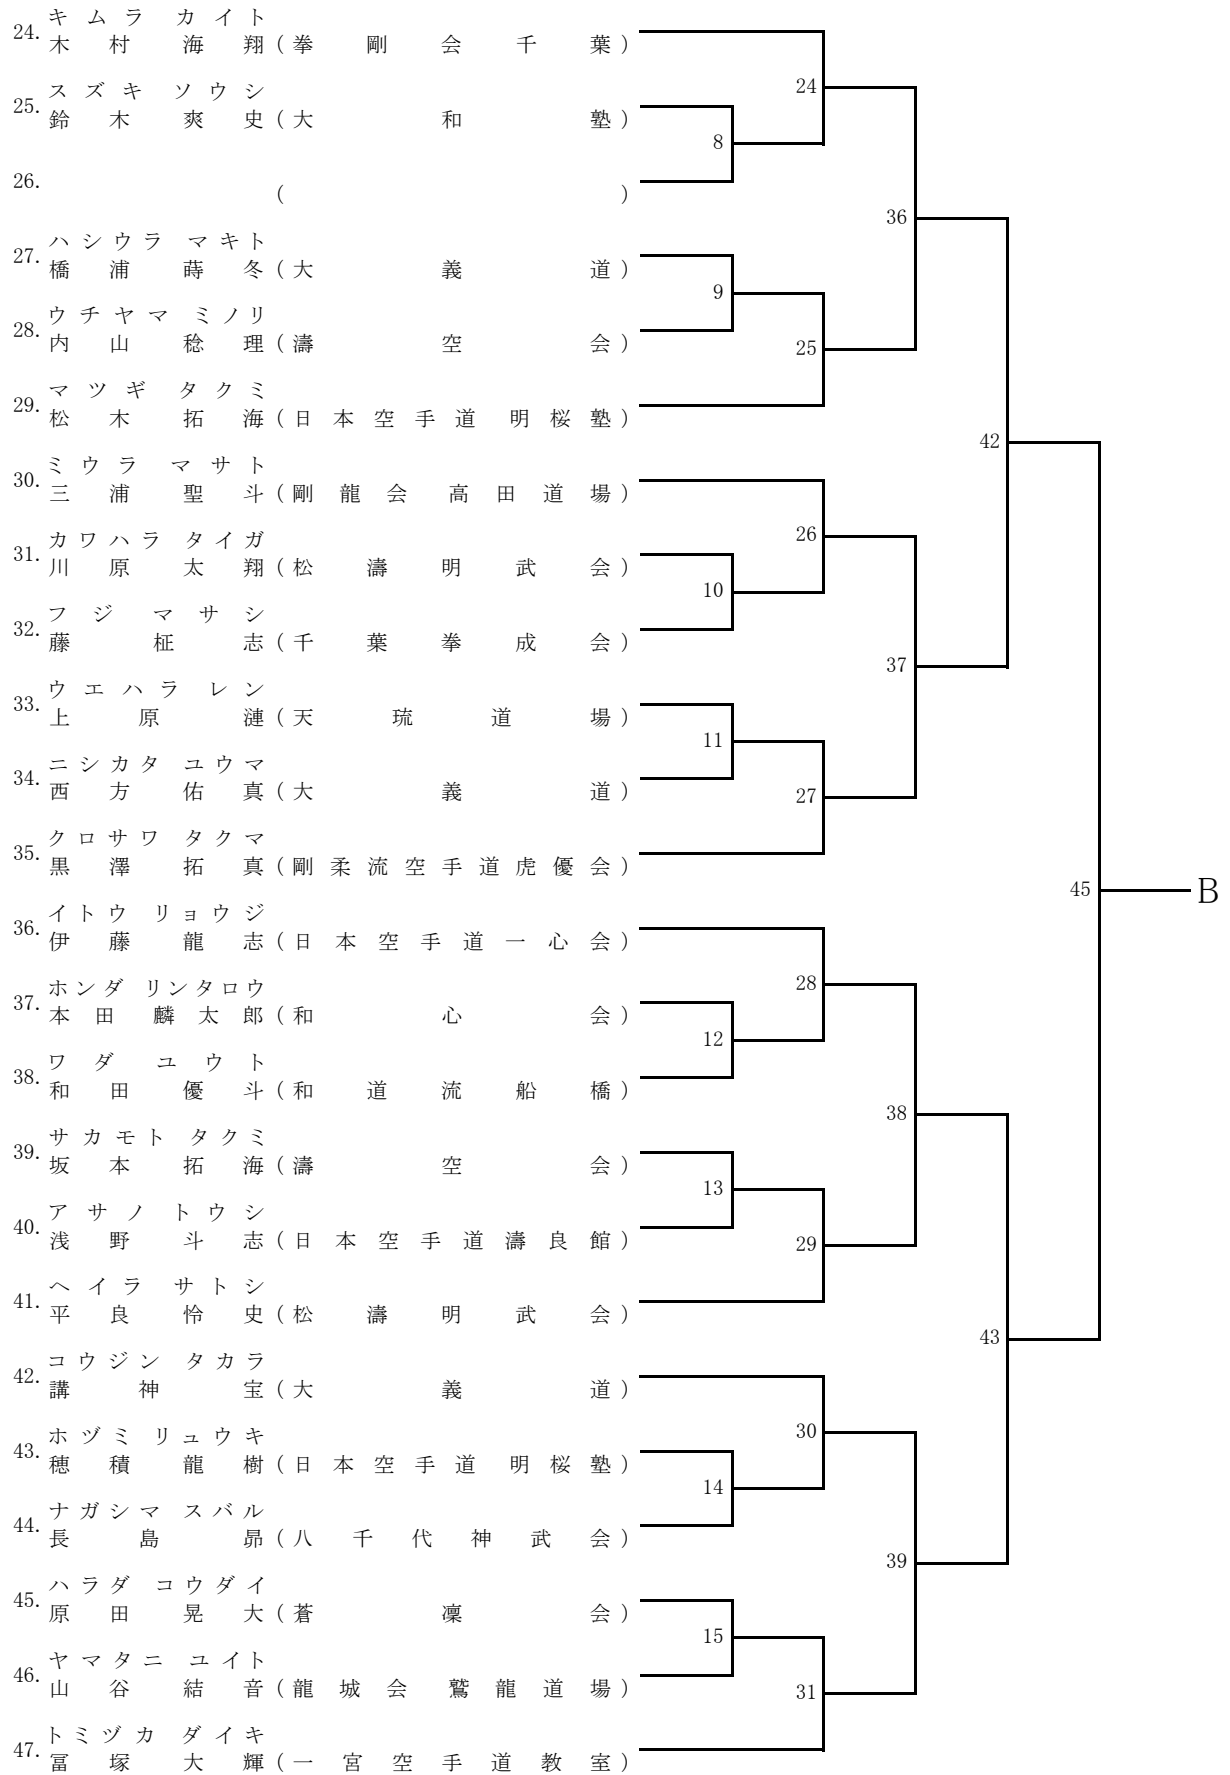 キムラ カイト
24. 木村 海翔 (拳剛会千葉)
24
スズキ ソウシ
25. 鈴木 爽史 (大和塾)
8
26. ( )
36
ハシウラ マキト
27. 橋浦 蒔冬 (大義道)
9
ウチヤマ ミノリ
28. 内山 稔理 (濤空会)
25
マツギ タクミ
29. 松木 拓海 (日本空手道 明桜塾)
42
ミウラ マサト
30. 三浦 聖斗 (剛龍会 高田道場)
26
カワハラ タイガ
31. 川原 太翔 (松濤明武会)
10
フジ マサシ
32. 藤 柾志 (千葉拳成会)
37
ウエハラ レン
33. 上原 漣 (天琉道場)
11
ニシカタ ユウマ
34. 西方 佑真 (大義道)
27
クロサワ タクマ
35. 黒澤 拓真 (剛柔流空手道虎優会)
45 B
イトウ リョウジ
36. 伊藤 龍志 (日本空手道一心会)
28
ホンダ リンタロウ
37. 本田 麟太郎 (和心会)
12
ワダ ユウト
38. 和田 優斗 (和道流船橋)
38
サカモト タクミ
39. 坂本 拓海 (濤空会)
13
アサノ トウシ
40. 浅野 斗志 (日本空手道濤良館)
29
ヘイラ サトシ
41. 平良 怜史 (松濤明武会)
43
コウジン タカラ
42. 講神 宝 (大義道)
30
ホヅミ リュウキ
43. 穂積 龍樹 (日本空手道 明桜塾)
14
ナガシマ スバル
44. 長島 昴 (八千代神武会)
39
ハラダ コウダイ
45. 原田 晃大 (蒼凜会)
15
ヤマタニ ユイト
46. 山谷 結音 (龍城会 鷲龍道場)
31
トミヅカ ダイキ
47. 冨塚 大輝 (一宮空手道教室)